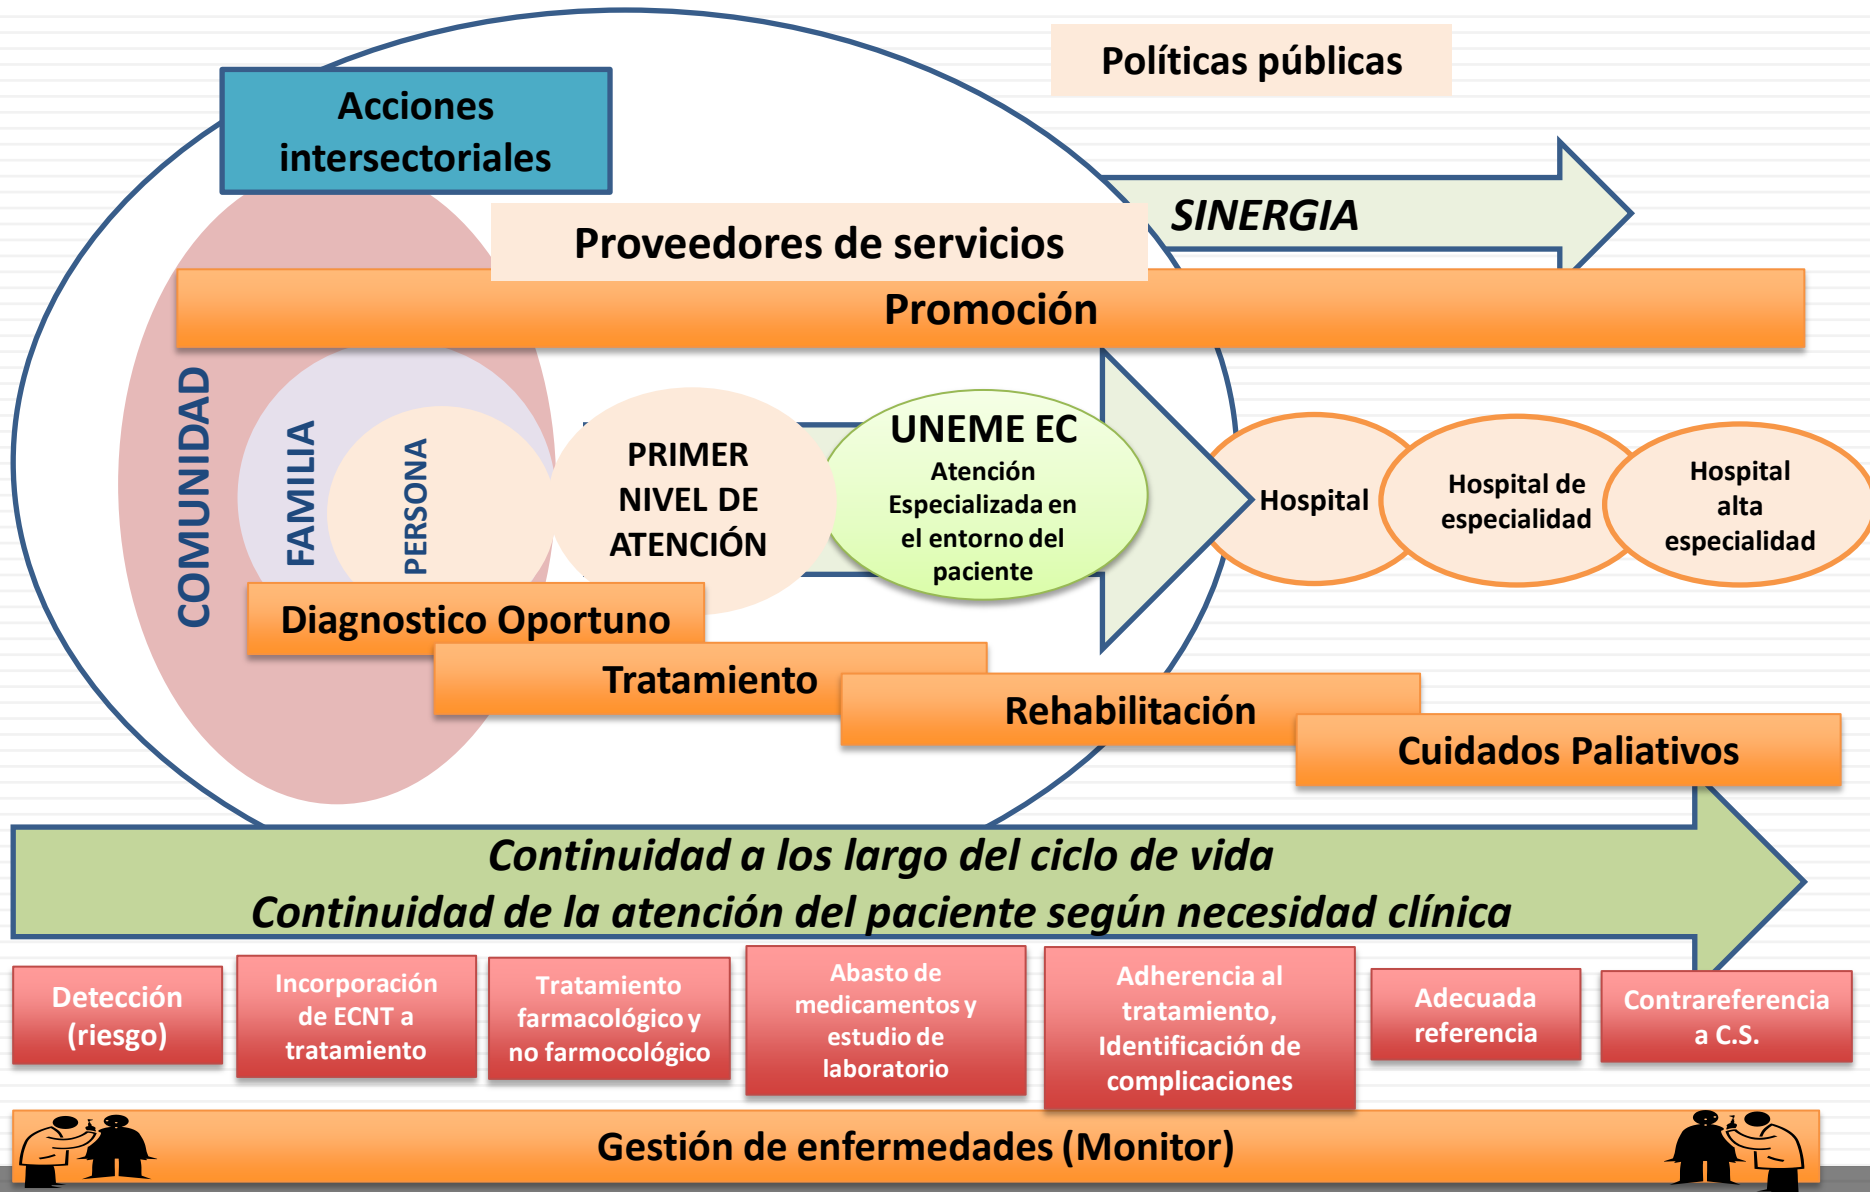 Políticas públicas
Acciones
intersectoriales
SINERGIA
Proveedores de servicios
Promoción
COMUNIDAD
FAMILIA
PERSONA
PRIMER
NIVEL DE
ATENCIÓN
UNEME EC
Atención
Especializada en
el entorno del
paciente
Hospital
Hospital de
especialidad
Hospital
alta
especialidad
Diagnostico Oportuno
Tratamiento
Rehabilitación
Cuidados Paliativos
Continuidad a los largo del ciclo de vida
Continuidad de la atención del paciente según necesidad clínica
Detección
(riesgo)
Incorporación
de ECNT a
tratamiento
Tratamiento
farmacológico y
no farmocológico
Abasto de
medicamentos y
estudio de
laboratorio
Adherencia al
tratamiento,
Identificación de
complicaciones
Adecuada
referencia
Contrareferencia
a C.S.
Gestión de enfermedades (Monitor)